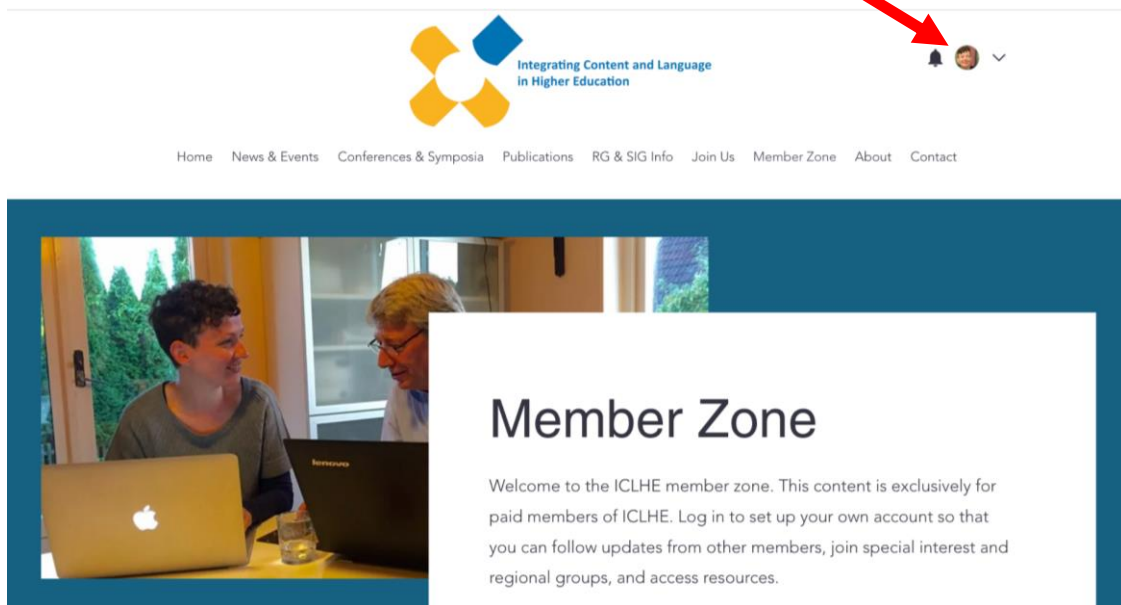 Integrating Content and Language
in Higher Education
Home News & Events Conferences & Symposia Publications RG & SIG Info Join Us Member Zone About Contact
lenovo
Member Zone
Welcome to the ICLHE member zone. This content is exclusively for
paid members of ICLHE. Log in to set up your own account so that
you can follow updates from other members, join special interest and
regional groups, and access resources.